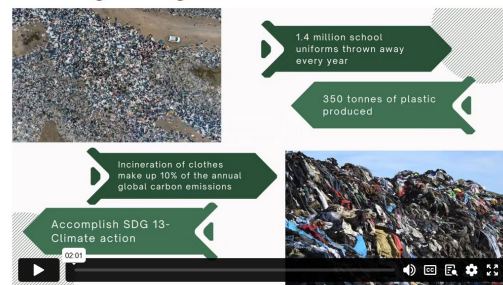 1.4 million school
uniforms thrown away
every year
350 tonnes of plastic
produced
Incineration of clothes
make up 10% of the annual
global carbon emissions
Accomplish SDG 13-
Climate action
02:01
CC